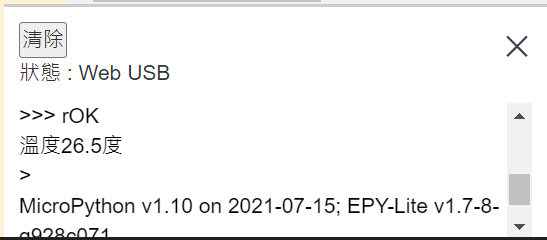 清除
狀態 : Web USB
>>> rOK
溫度26.5度
>
MicroPython v1.10 on 2021-07-15; EPY-Lite v1.7-8-
g928c071